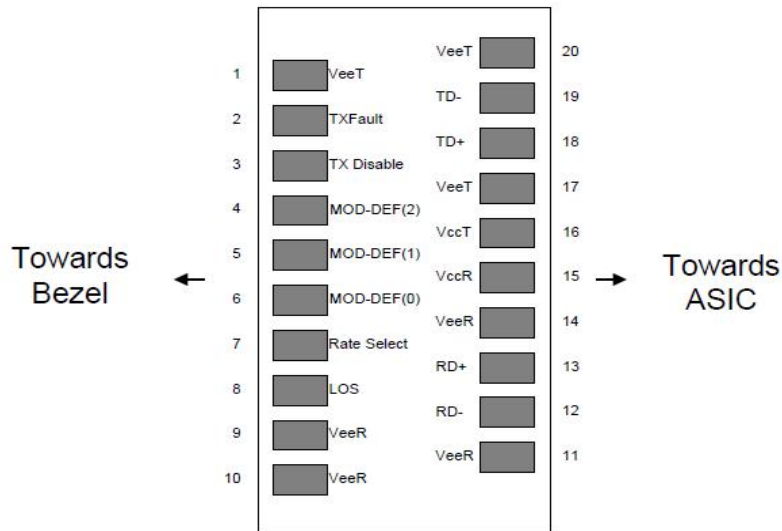 1 VeeT
2 TXFault
3 TX Disable
4 MOD-DEF(2)
5 MOD-DEF(1)
6 MOD-DEF(0)
7 Rate Select
8 LOS
9 VeeR
10 VeeR
VeeT 20
TD- 19
TD+ 18
VeeT 17
VccT 16
VccR 15
VeeR 14
RD+ 13
RD- 12
VeeR 11
Towards
Bezel
Towards
ASIC